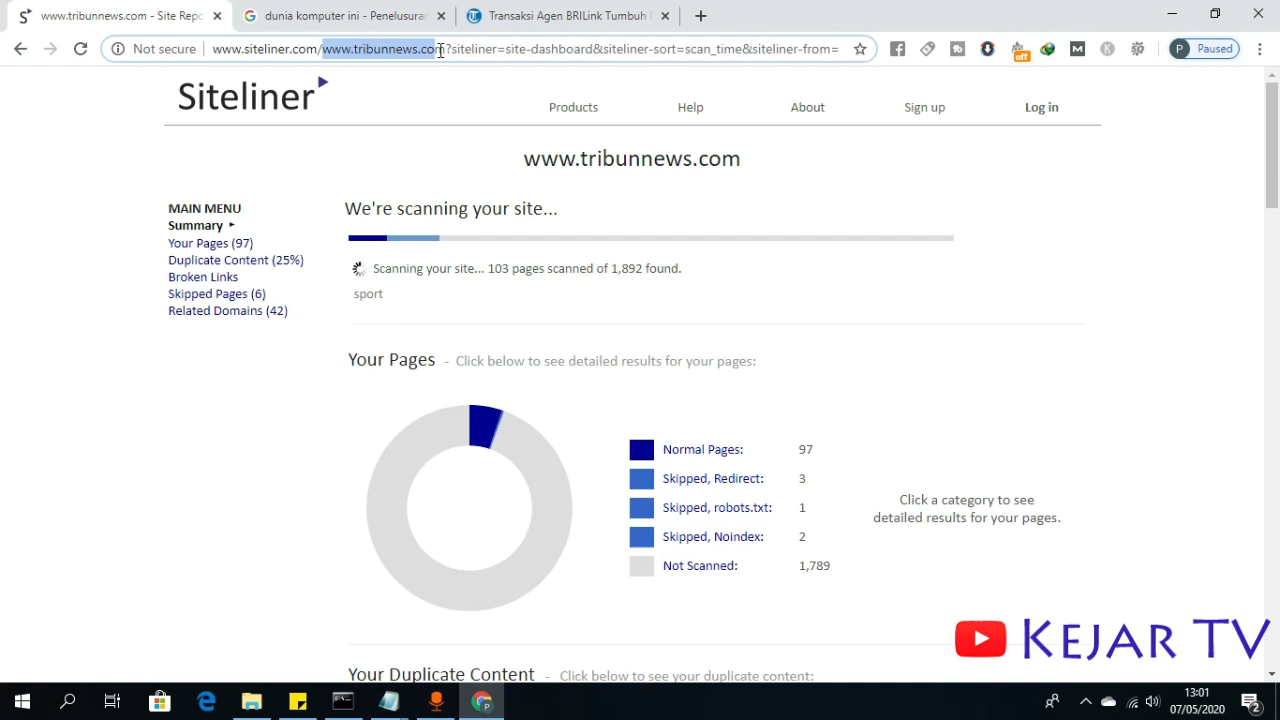 www.tribunnews.com - Site Repo
dunia komputer ini - Penelusuran
Transaksi Agen BRILink Tumbuh P
Not secure
www.siteliner.com/www.tribunnews.com?siteliner=site-dashboard&siteliner-sort=scan_time&siteliner-from=
off
P
Paused
Siteliner
Products
Help
About
Sign up
Log in
www.tribunnews.com
MAIN MENU
Summary
Your Pages (97)
Duplicate Content (25%)
Broken Links
Skipped Pages (6)
Related Domains (42)
We're scanning your site...
Scanning your site... 103 pages scanned of 1,892 found.
sport
Your Pages - Click below to see detailed results for your pages:
Normal Pages: 97
Skipped, Redirect: 3
Skipped, robots.txt: 1
Skipped, Noindex: 2
Not Scanned: 1,789
Click a category to see
detailed results for your pages.
KEJAR TV
Your Duplicate Content - Click below to see your duplicate content:
13:01
07/05/2020
2